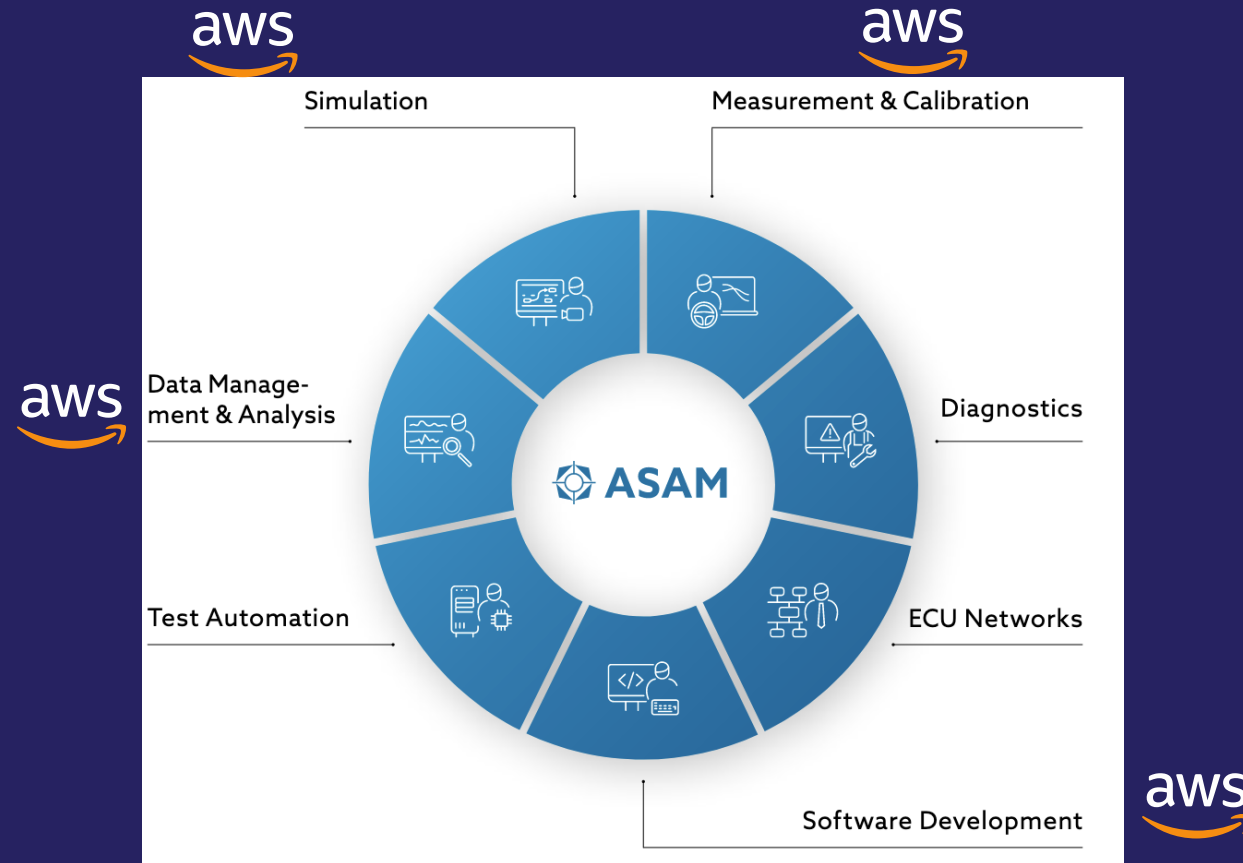 aws
aws
Simulation
Measurement & Calibration
Data Manage-
ment & Analysis
aws
Diagnostics
ASAM
Test Automation
ECU Networks
</>
aws
Software Development